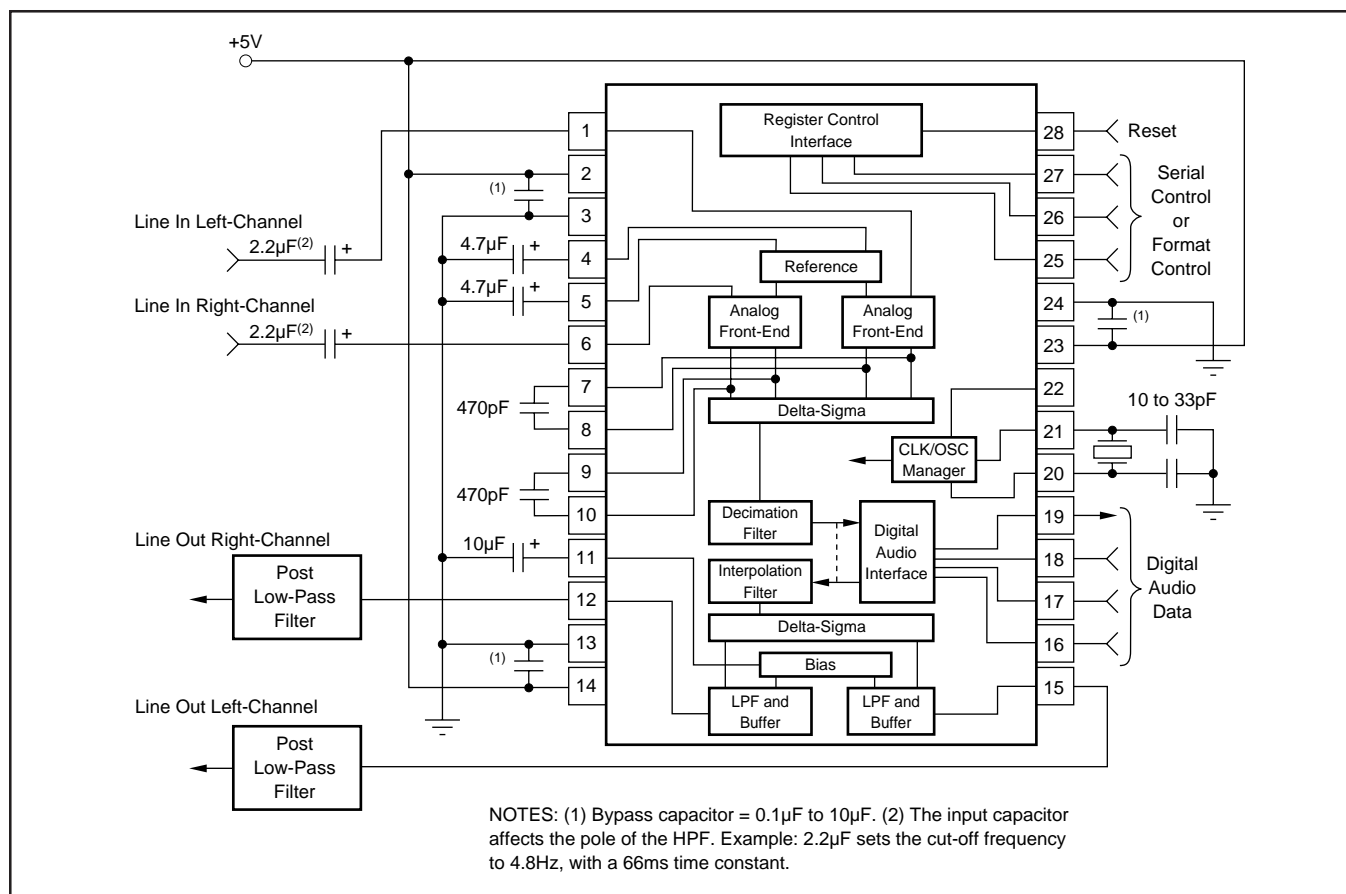 +5V
Line In Left-Channel
2.2µF(2)
+
Line In Right-Channel
2.2µF(2)
+
(1)
4.7µF
+
4.7µF
+
470pF
470pF
10µF
+
(1)
Line Out Right-Channel
Post
Low-Pass
Filter
Line Out Left-Channel
Post
Low-Pass
Filter
1
2
3
4
5
6
7
8
9
10
11
12
13
14
Register Control
Interface
Reference
Analog
Front-End
Analog
Front-End
Delta-Sigma
CLK/OSC
Manager
Decimation
Filter
Digital
Audio
Interface
Interpolation
Filter
Delta-Sigma
Bias
LPF and
Buffer
LPF and
Buffer
28
27
26
25
24
23
22
21
20
19
18
17
16
15
Reset
Serial
Control
or
Format
Control
(1)
10 to 33pF
Digital
Audio
Data
NOTES: (1) Bypass capacitor = 0.1µF to 10µF. (2) The input capacitor
affects the pole of the HPF. Example: 2.2µF sets the cut-off frequency
to 4.8Hz, with a 66ms time constant.